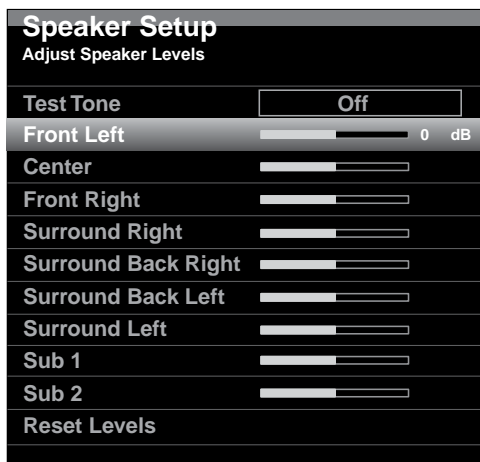 Speaker Setup
Adjust Speaker Levels
Test Tone Off
Front Left 0 dB
Center
Front Right
Surround Right
Surround Back Right
Surround Back Left
Surround Left
Sub 1
Sub 2
Reset Levels